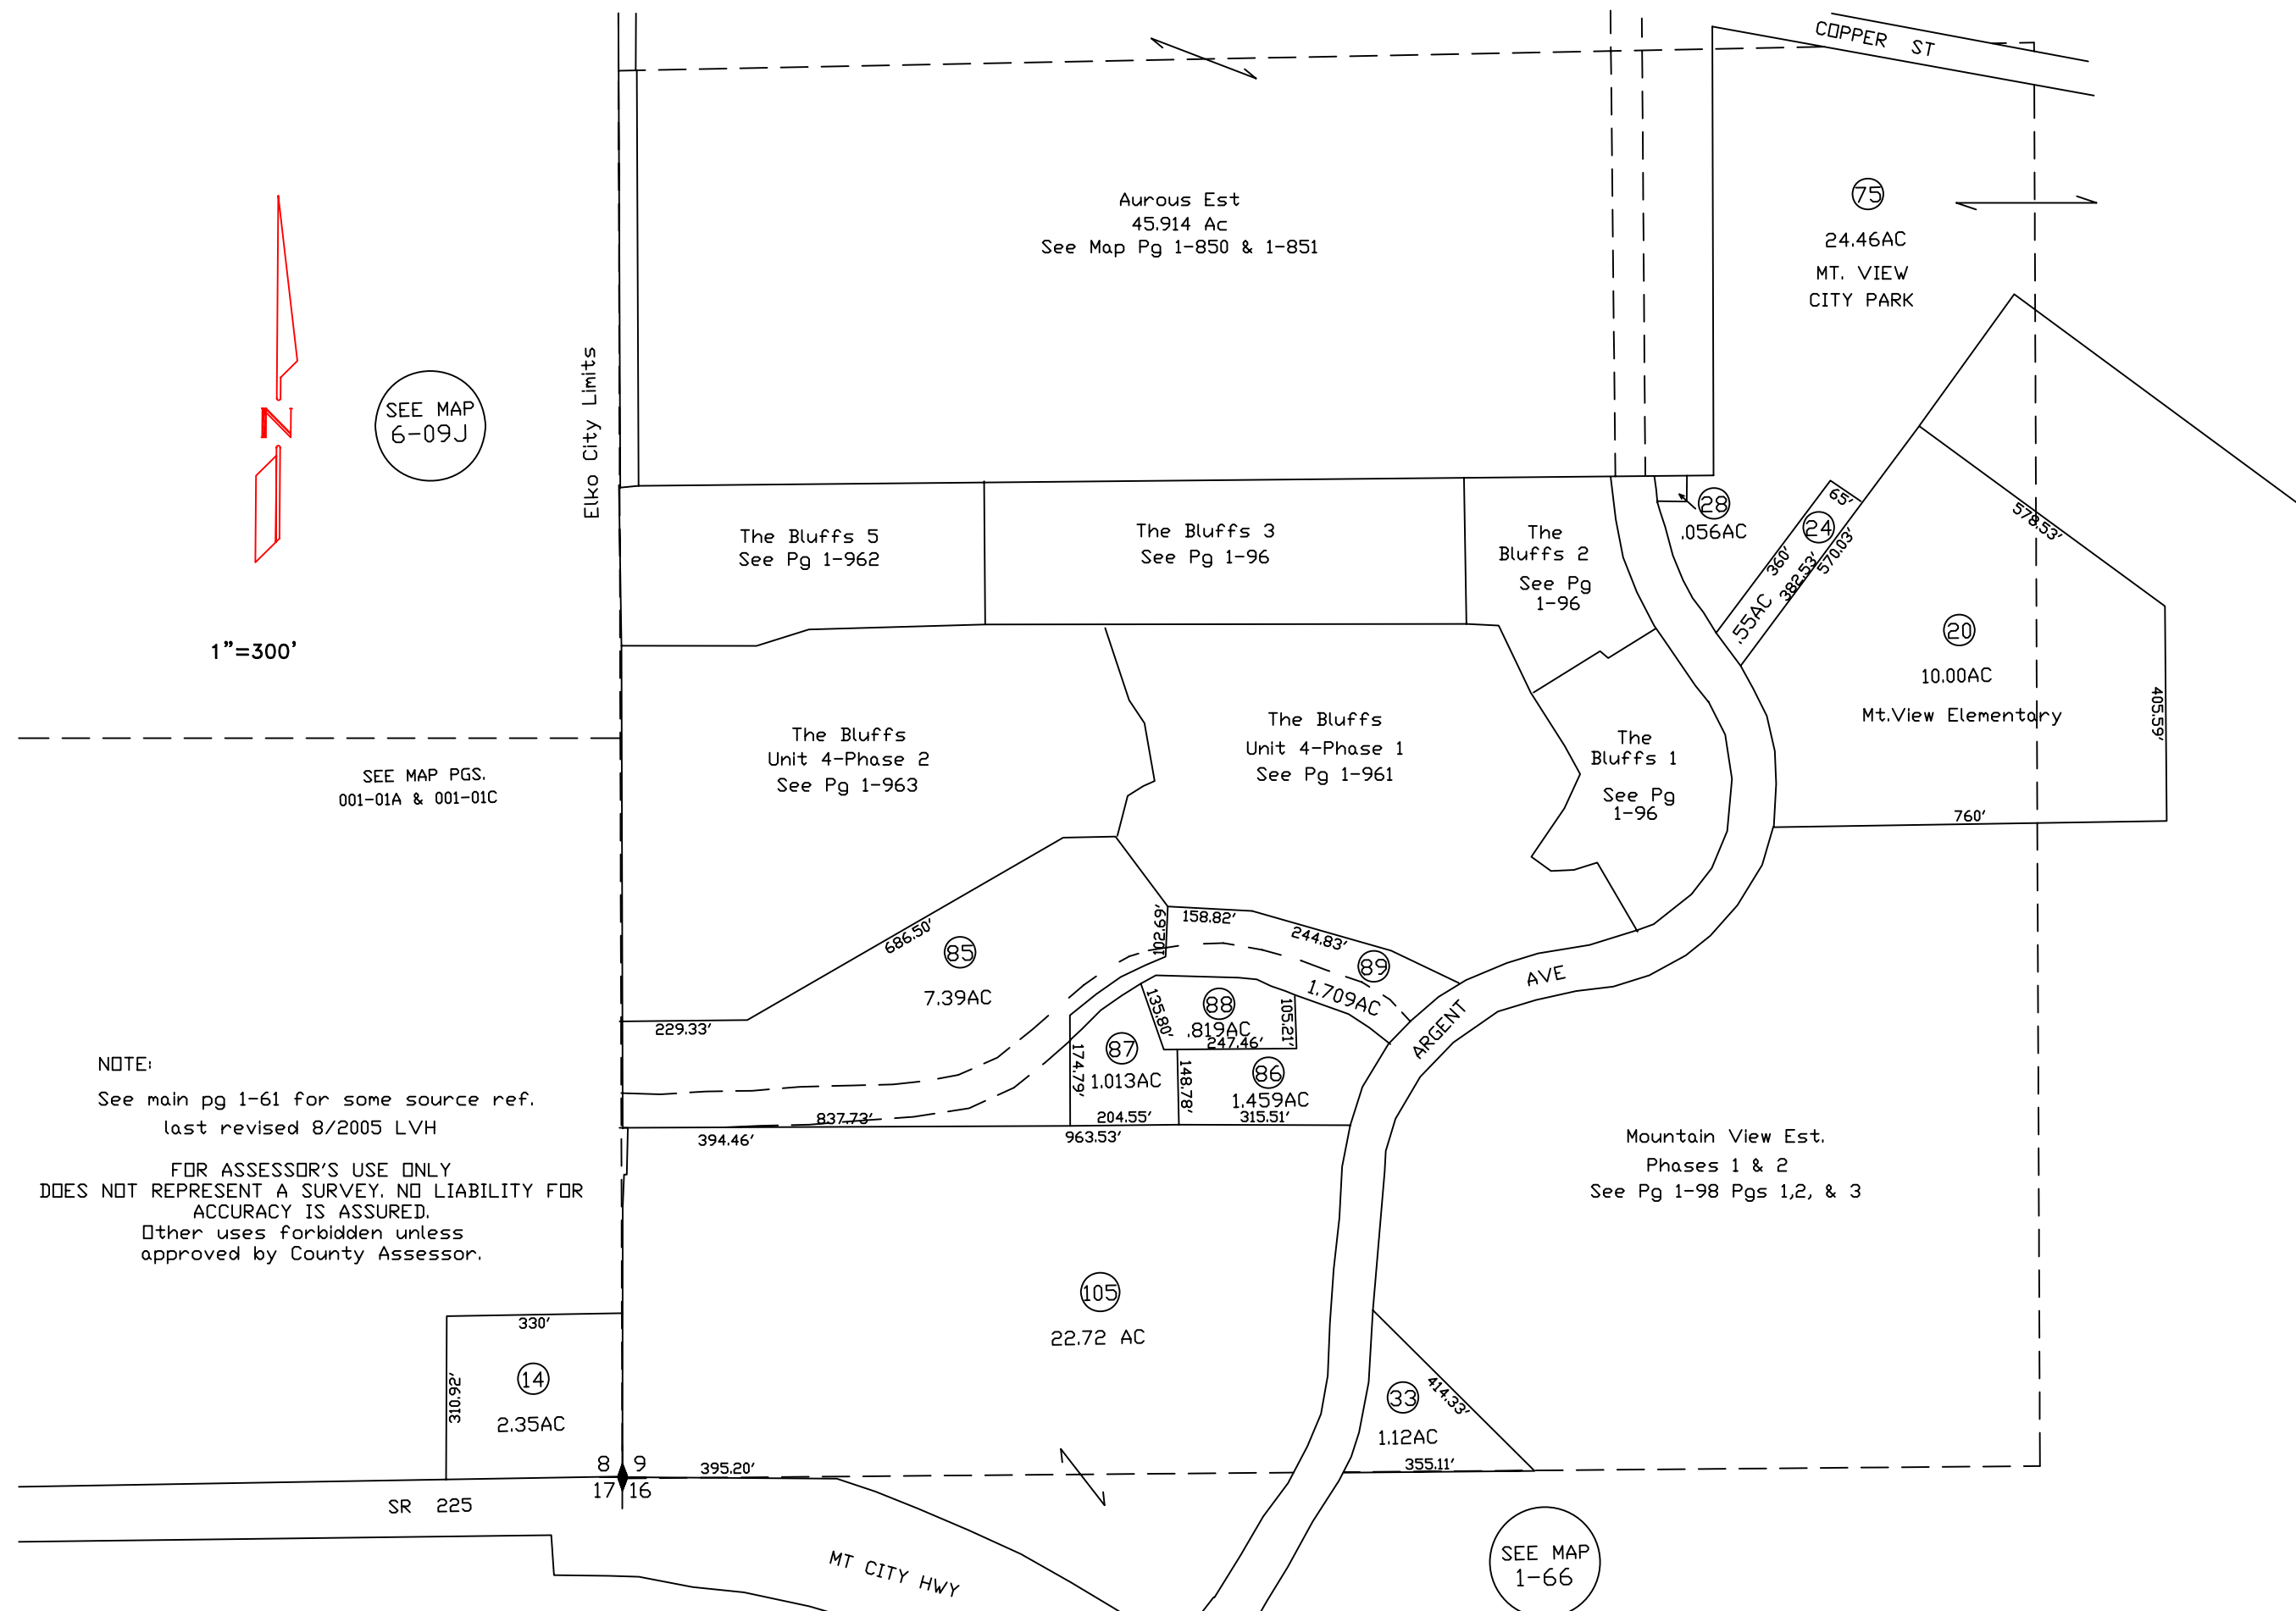 COPPER ST
Aurous Est
45.914 Ac
See Map Pg 1-850 & 1-851
75
24.46AC
MT. VIEW
CITY PARK
N
SEE MAP
6-09J
Elko City Limits
1"=300'
The Bluffs 5
See Pg 1-962
The Bluffs 3
See Pg 1-96
The
Bluffs 2
See Pg
1-96
28
.056AC
65'
24
360'
382.53'
570.03'
.55AC
578.53'
20
10.00AC
Mt.View Elementary
405.59'
760'
SEE MAP PGS.
001-01A & 001-01C
The Bluffs
Unit 4-Phase 2
See Pg 1-963
The Bluffs
Unit 4-Phase 1
See Pg 1-961
The
Bluffs 1
See Pg
1-96
686.50'
85
7.39AC
229.33'
102.69'
158.82'
244.83'
89
1.709AC
135.80'
88
.819AC
247.46'
105.21'
87
1.013AC
174.79'
148.78'
86
1.459AC
204.55'
315.51'
837.73'
394.46'
963.53'
ARGENT AVE
NOTE:
See main pg 1-61 for some source ref.
last revised 8/2005 LVH
FOR ASSESSOR'S USE ONLY
DOES NOT REPRESENT A SURVEY. NO LIABILITY FOR
ACCURACY IS ASSURED.
Other uses forbidden unless
approved by County Assessor.
Mountain View Est.
Phases 1 & 2
See Pg 1-98 Pgs 1,2, & 3
105
22.72 AC
330'
310.92'
14
2.35AC
33
1.12AC
414.33'
355.11'
8 9
17 16
395.20'
SR 225
MT CITY HWY
SEE MAP
1-66